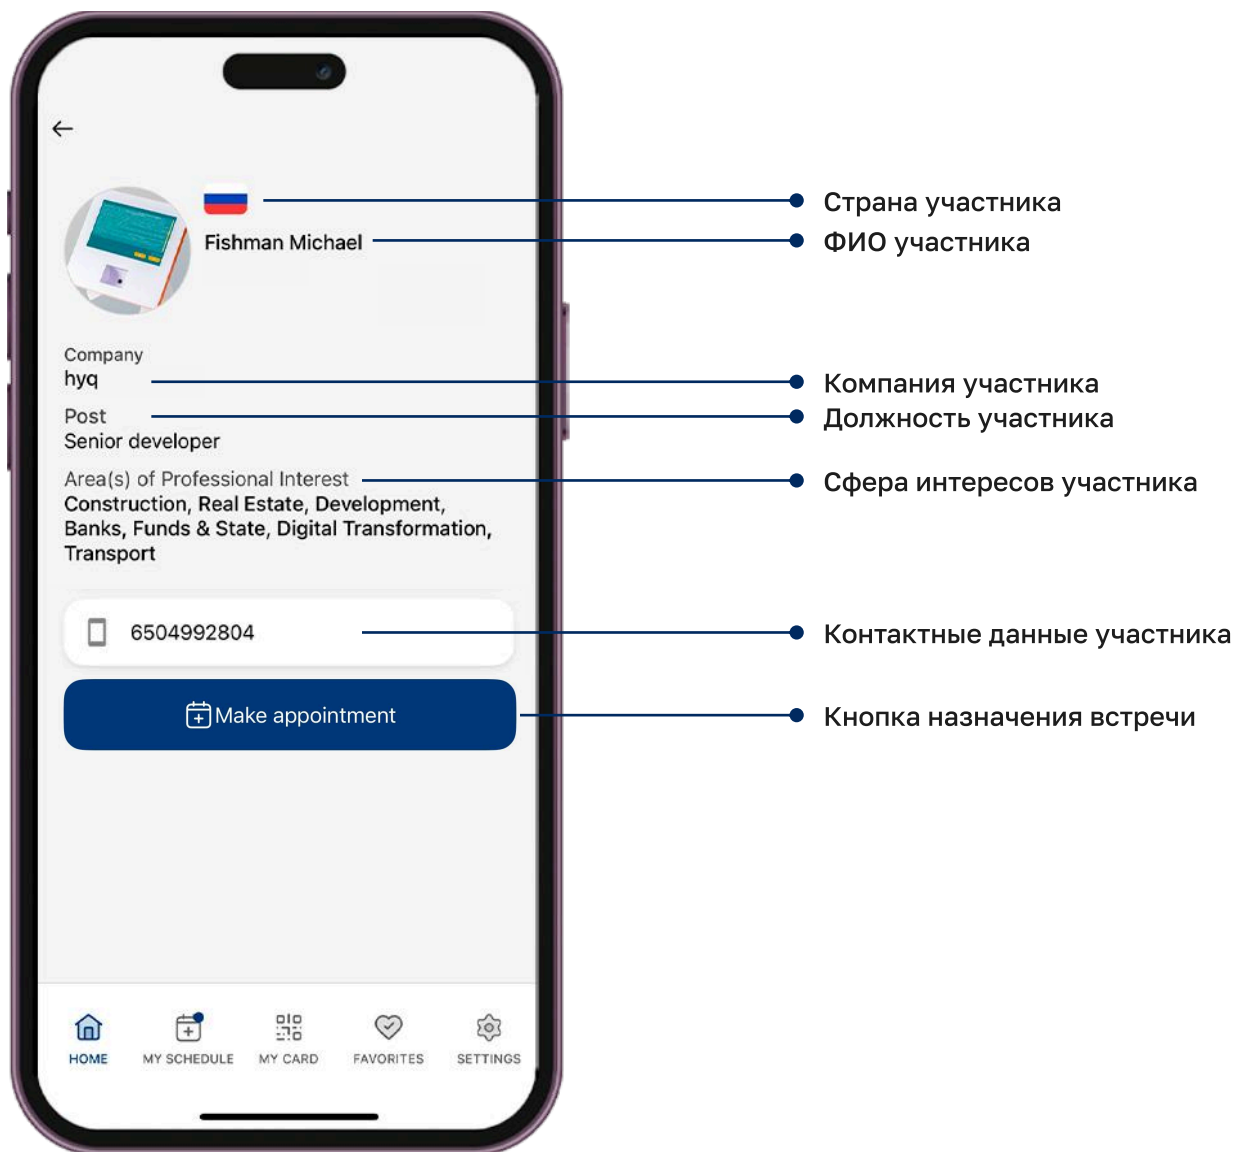 Страна участника
Fishman Michael
ФИО участника
Company
hyq
Компания участника
Post
Должность участника
Senior developer
Area(s) of Professional Interest
Сфера интересов участника
Construction, Real Estate, Development,
Banks, Funds & State, Digital Transformation,
Transport
6504992804
Контактные данные участника
Make appointment
Кнопка назначения встречи
HOME
MY SCHEDULE
MY CARD
FAVORITES
SETTINGS